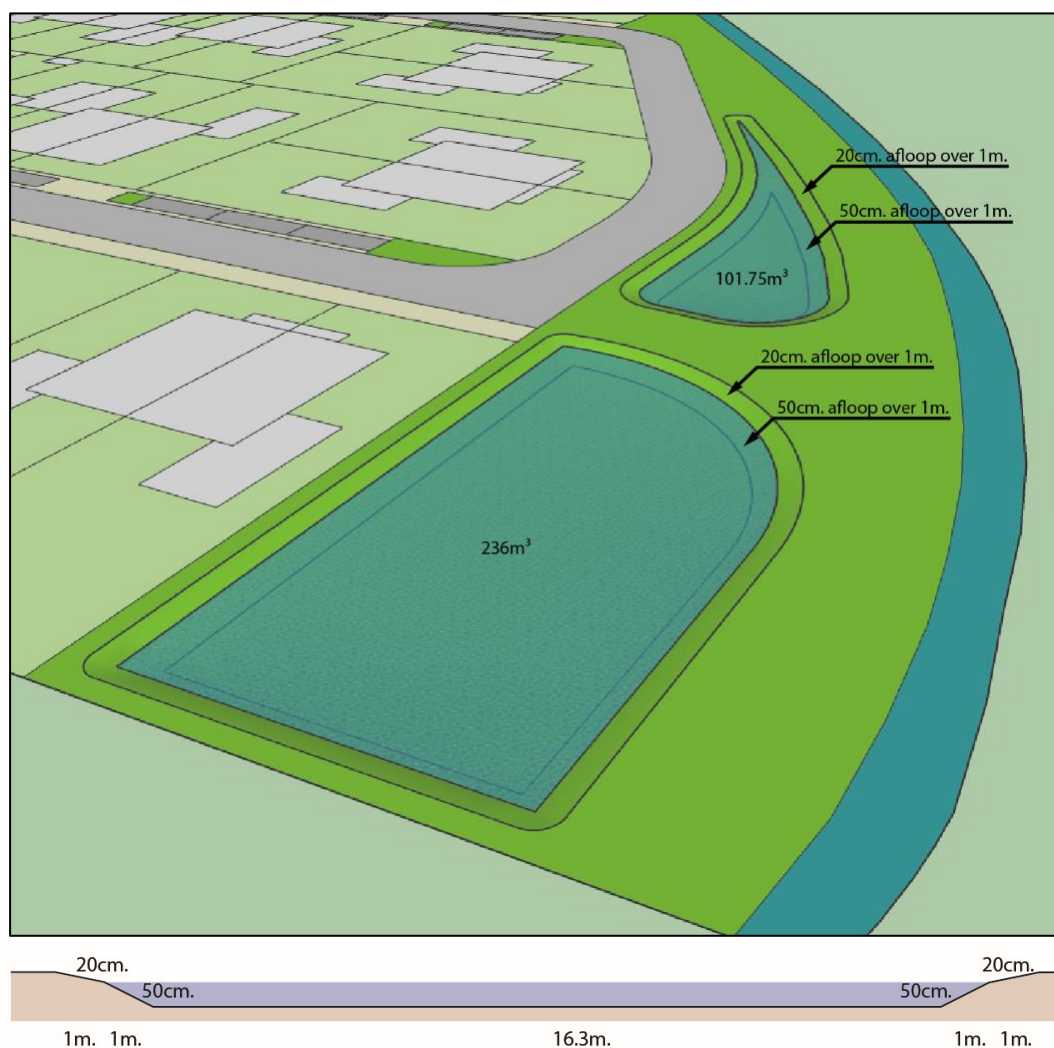 20cm. afloop over 1m.
50cm. afloop over 1m.
101.75m³
20cm. afloop over 1m.
50cm. afloop over 1m.
236m³
20cm. 20cm.
50cm. 50cm.
1m. 1m. 16.3m. 1m. 1m.